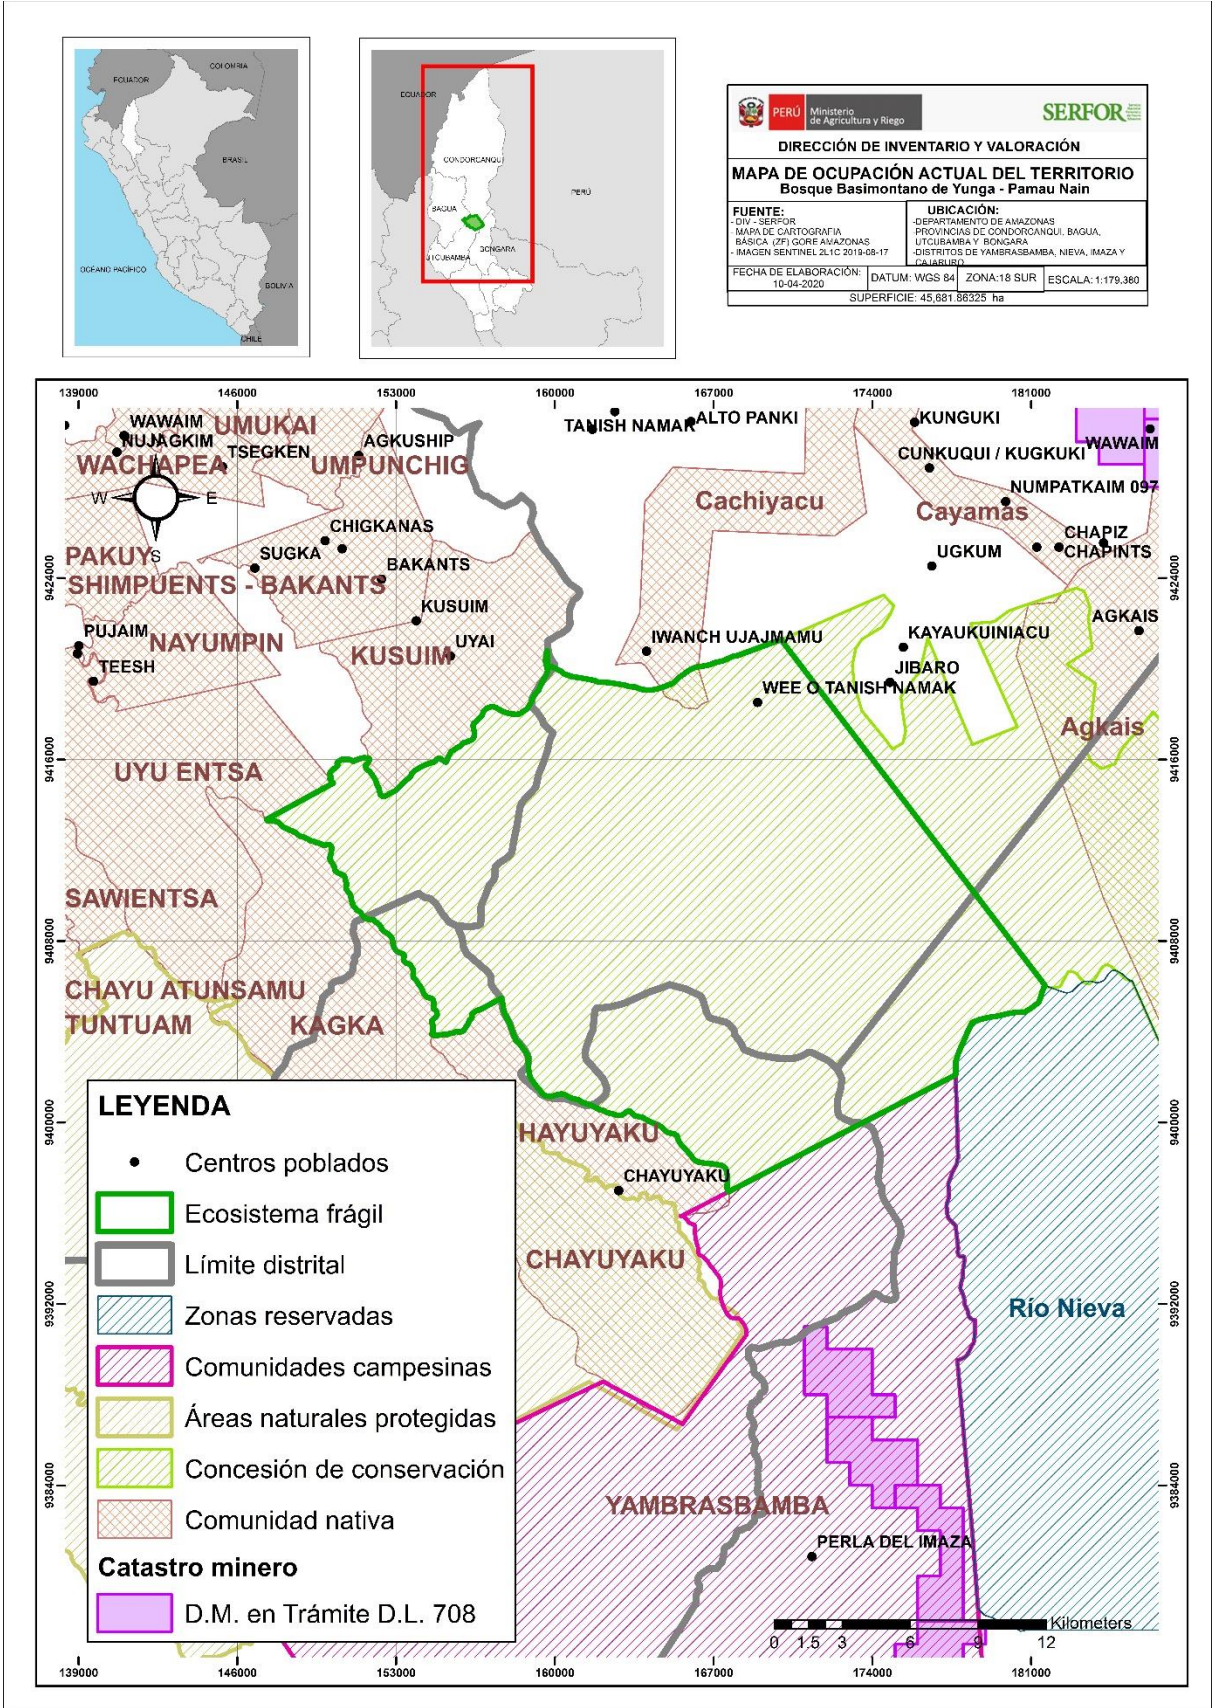 ECUADOR
COLOMBIA
BRASIL
OCÉANO PACÍFICO
BOLIVIA
CHILE
ECUADOR
CONDORCANQUI
PERÚ
BAGUA
BONGARA
UTCUBAMBA
PERÚ
Ministerio
de Agricultura y Riego
SERFOR
DIRECCIÓN DE INVENTARIO Y VALORACIÓN
MAPA DE OCUPACIÓN ACTUAL DEL TERRITORIO
Bosque Basimontano de Yunga - Pamau Nain
FUENTE:
- DIV - SERFOR
- MAPA DE CARTOGRAFIA
BÁSICA (ZF) GORE AMAZONAS
- IMAGEN SENTINEL 2L1C 2019-08-17
UBICACIÓN:
-DEPARTAMENTO DE AMAZONAS
-PROVINCIAS DE CONDORCANQUI, BAGUA,
UTCUBAMBA Y BONGARA
-DISTRITOS DE YAMBRASBAMBA, NIEVA, IMAZA Y
CAJARURO
FECHA DE ELABORACIÓN:
10-04-2020
DATUM: WGS 84
ZONA:18 SUR
ESCALA: 1:179,380
SUPERFICIE: 45,681.86325 ha
139000 146000 153000 160000 167000 174000 181000
WAWAIM
UMUKAI
TANISH NAMAK
ALTO PANKI
KUNGUKI
NUJAGKIM
AGKUSHIP
WAWAIM
WACHAPEA
TSEGKEN
UMPUNCHIG
CUNKUQUI / KUGKUKI
W E
N
S
Cachiyacu
NUMPATKAIM 097
Cayamas
CHIGKANAS
CHAPIZ
PAKUY
SUGKA
CHAPINTS
BAKANTS
UGKUM
SHIMPUENTS - BAKANTS
9424000 9424000
KUSUIM
AGKAIS
PUJAIM
NAYUMPIN
KUSUIM
UYAI
IWANCH UJAJMAMU
KAYAUKUINIACU
TEESH
JIBARO
WEE O TANISH NAMAK
Agkais
9416000 9416000
UYU ENTSA
SAWIENTSA
9408000 9408000
CHAYU ATUNSAMU
TUNTUAM
KAGKA
9400000 9400000
HAYUYAKU
CHAYUYAKU
CHAYUYAKU
9392000 9392000
Río Nieva
9384000 9384000
YAMBRASBAMBA
PERLA DEL IMAZA
LEYENDA
Centros poblados
Ecosistema frágil
Límite distrital
Zonas reservadas
Comunidades campesinas
Áreas naturales protegidas
Concesión de conservación
Comunidad nativa
Catastro minero
D.M. en Trámite D.L. 708
Kilometers
0 1.5 3 6 9 12
139000 146000 153000 160000 167000 174000 181000